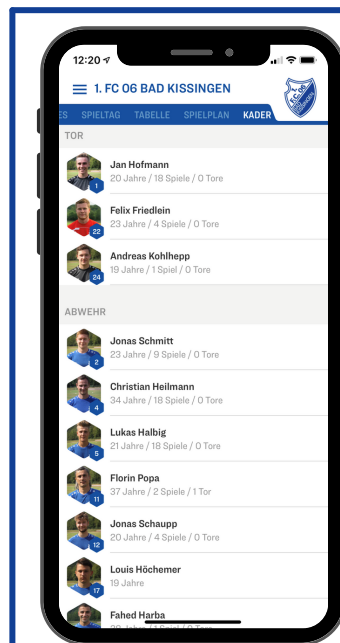 12:20
1. FC 06 BAD KISSINGEN
ES SPIELTAG TABELLE SPIELPLAN KADER
TOR
Jan Hofmann
20 Jahre / 18 Spiele / 0 Tore
1
Felix Friedlein
23 Jahre / 4 Spiele / 0 Tore
22
Andreas Kohlhepp
19 Jahre / 1 Spiel / 0 Tore
24
ABWEHR
Jonas Schmitt
23 Jahre / 9 Spiele / 0 Tore
2
Christian Heilmann
34 Jahre / 18 Spiele / 0 Tore
4
Lukas Halbig
21 Jahre / 18 Spiele / 0 Tore
5
Florin Popa
37 Jahre / 2 Spiele / 1 Tor
11
Jonas Schaupp
20 Jahre / 4 Spiele / 0 Tore
12
Louis Höchemer
19 Jahre
17
Fahed Harba